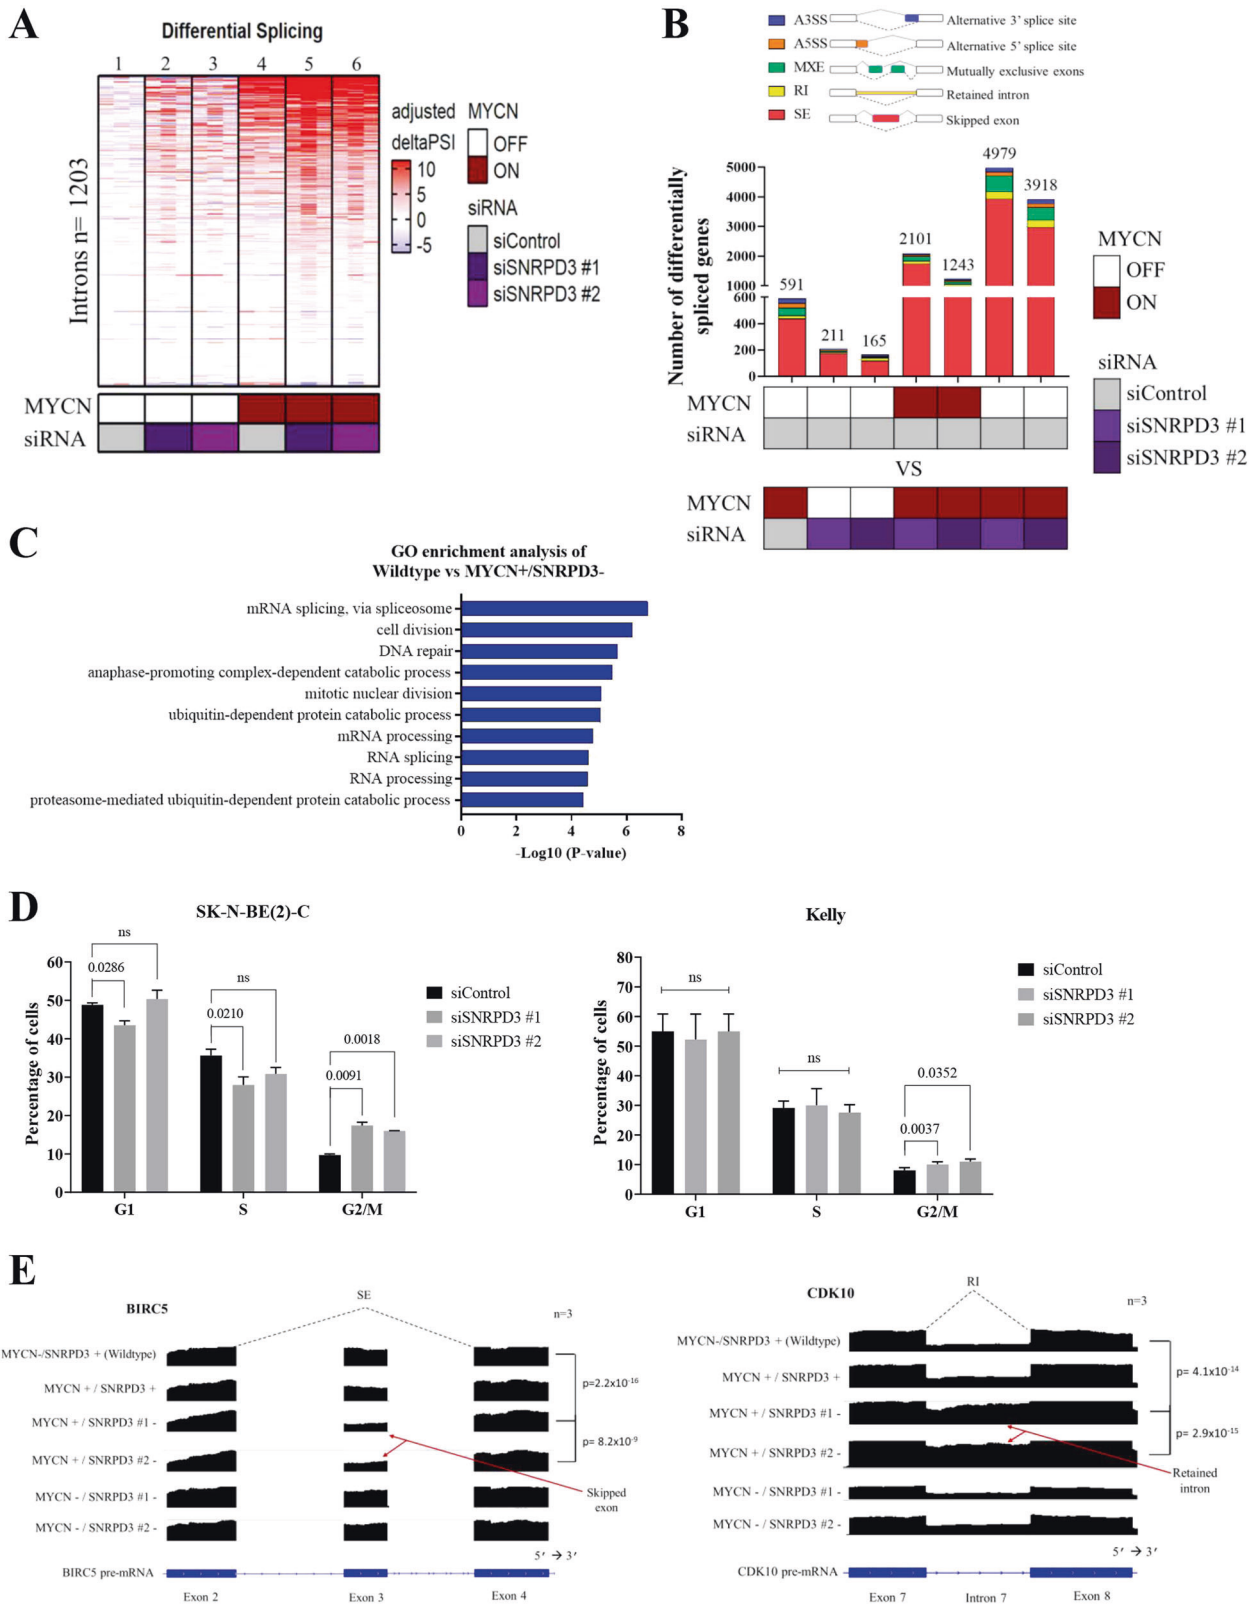 A
Differential Splicing
1 2 3 4 5 6
Introns n= 1203
adjusted
deltaPSI
10
5
0
-5
MYCN
OFF
ON
siRNA
siControl
siSNRPD3 #1
siSNRPD3 #2
MYCN
siRNA
B
A3SS Alternative 3' splice site
A5SS Alternative 5' splice site
MXE Mutually exclusive exons
RI Retained intron
SE Skipped exon
Number of differentially
spliced genes
5000
4000
3000
2000
1000
600
400
200
0
591 211 165 2101 1243 4979 3918
MYCN
OFF
ON
siRNA
siControl
siSNRPD3 #1
siSNRPD3 #2
MYCN
siRNA
VS
MYCN
siRNA
C
GO enrichment analysis of
Wildtype vs MYCN+/SNRPD3-
mRNA splicing, via spliceosome
cell division
DNA repair
anaphase-promoting complex-dependent catabolic process
mitotic nuclear division
ubiquitin-dependent protein catabolic process
mRNA processing
RNA splicing
RNA processing
proteasome-mediated ubiquitin-dependent protein catabolic process
0 2 4 6 8
-Log10 (P-value)
D
SK-N-BE(2)-C
Percentage of cells
60
50
40
30
20
10
0
ns
0.0286
ns
0.0210
0.0018
0.0091
G1 S G2/M
siControl
siSNRPD3 #1
siSNRPD3 #2
Kelly
Percentage of cells
80
70
60
50
40
30
20
10
0
ns
ns
0.0352
0.0037
G1 S G2/M
siControl
siSNRPD3 #1
siSNRPD3 #2
E
BIRC5
SE
n=3
MYCN-/SNRPD3 + (Wildtype)
MYCN + / SNRPD3 +
MYCN + / SNRPD3 #1 -
MYCN + / SNRPD3 #2 -
MYCN - / SNRPD3 #1 -
MYCN - / SNRPD3 #2 -
p=2.2x10-16
p= 8.2x10-9
Skipped
exon
5' → 3'
BIRC5 pre-mRNA
Exon 2 Exon 3 Exon 4
CDK10
RI
n=3
MYCN-/SNRPD3 + (Wildtype)
MYCN + / SNRPD3 +
MYCN + / SNRPD3 #1 -
MYCN + / SNRPD3 #2 -
MYCN - / SNRPD3 #1 -
MYCN - / SNRPD3 #2 -
p= 4.1x10-14
p= 2.9x10-15
Retained
intron
5' → 3'
CDK10 pre-mRNA
Exon 7 Intron 7 Exon 8